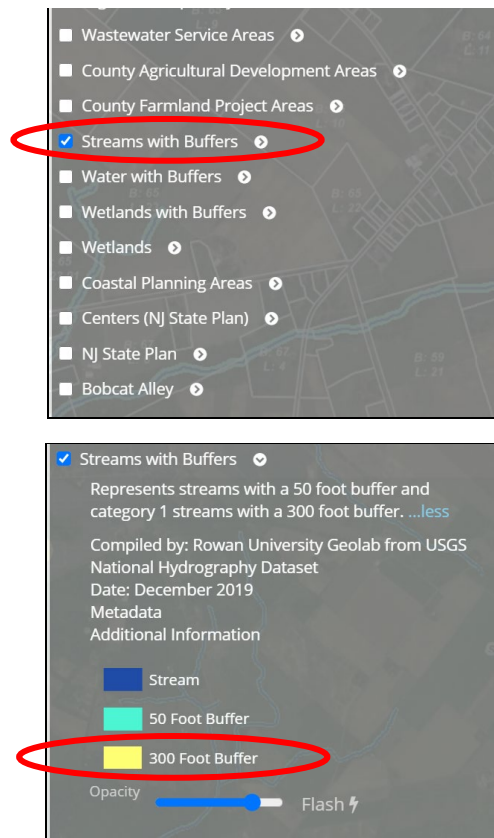 Wastewater Service Areas
County Agricultural Development Areas
County Farmland Project Areas
Streams with Buffers
Water with Buffers
Wetlands with Buffers
Wetlands
Coastal Planning Areas
Centers (NJ State Plan)
NJ State Plan
Bobcat Alley
Streams with Buffers
Represents streams with a 50 foot buffer and
category 1 streams with a 300 foot buffer. ...less
Compiled by: Rowan University Geolab from USGS
National Hydrography Dataset
Date: December 2019
Metadata
Additional Information
Stream
50 Foot Buffer
300 Foot Buffer
Opacity
Flash